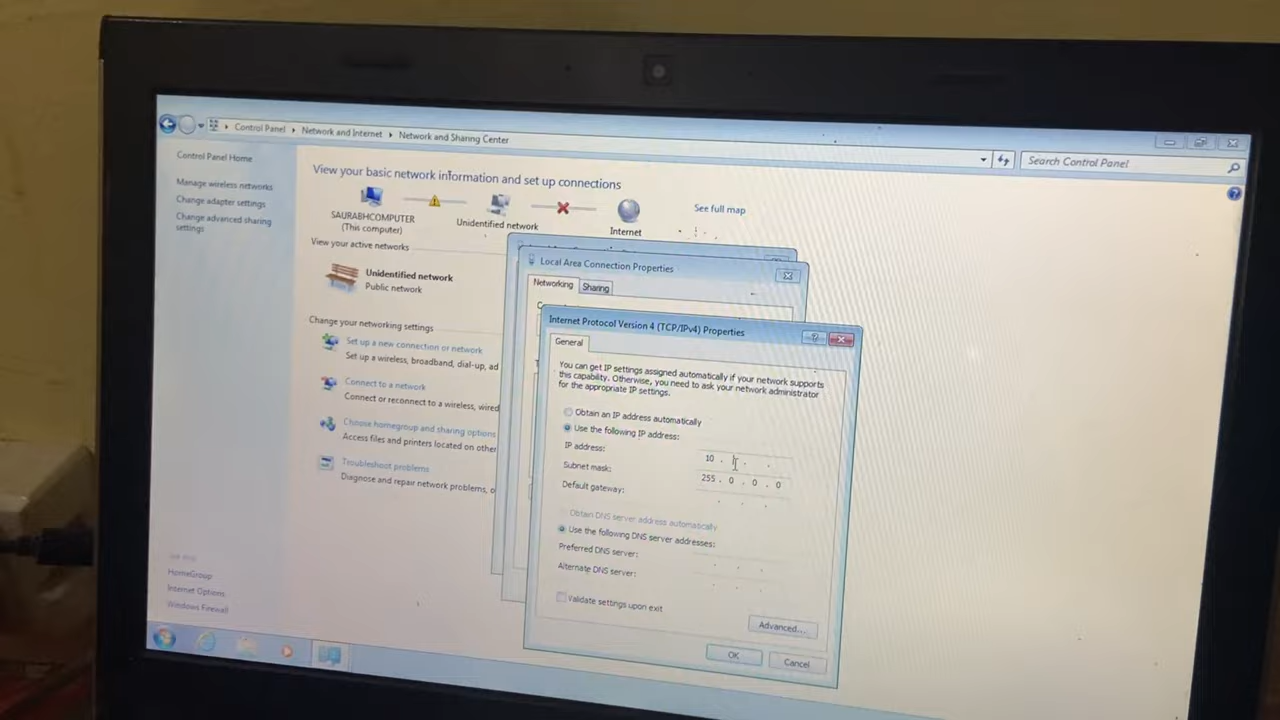 Control Panel ▸ Network and Internet ▸ Network and Sharing Center
Search Control Panel
Control Panel Home
Manage wireless networks
Change adapter settings
Change advanced sharing
settings
View your basic network information and set up connections
SAURABHCOMPUTER
(This computer)
Unidentified network
Internet
See full map
View your active networks
Unidentified network
Public network
Change your networking settings
Set up a new connection or network
Set up a wireless, broadband, dial-up, ad
Connect to a network
Connect or reconnect to a wireless, wired
Choose homegroup and sharing options
Access files and printers located on other
Troubleshoot problems
Diagnose and repair network problems, o
See also
HomeGroup
Internet Options
Windows Firewall
Local Area Connection Properties
Networking
Sharing
Internet Protocol Version 4 (TCP/IPv4) Properties
General
You can get IP settings assigned automatically if your network supports
this capability. Otherwise, you need to ask your network administrator
for the appropriate IP settings.
Obtain an IP address automatically
Use the following IP address:
IP address: 10 . . .
Subnet mask: 255 . 0 . 0 . 0
Default gateway: . . .
Obtain DNS server address automatically
Use the following DNS server addresses:
Preferred DNS server: . . .
Alternate DNS server: . . .
Validate settings upon exit
Advanced...
OK
Cancel